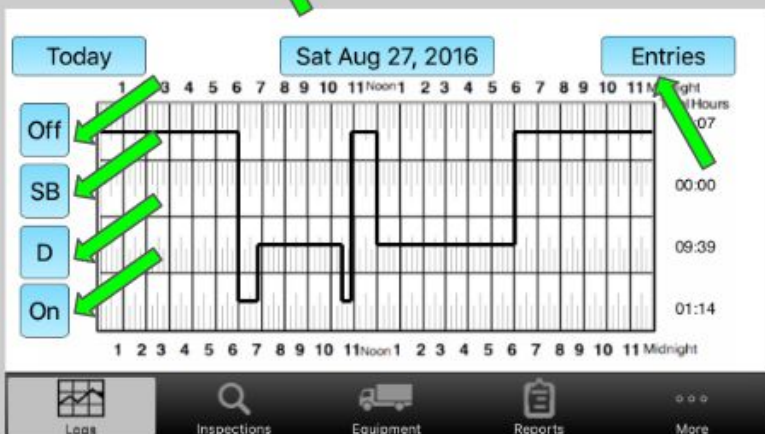 Today Sat Aug 27, 2016 Entries
1 3 4 5 6 7 8 9 10 11 Noon 1 2 3 4 5 6 7 8 9 10 11
Hours
Off
SB 00:00
D 09:39
On 01:14
1 2 3 4 5 6 7 8 9 10 11 Noon 1 2 3 4 5 6 7 8 9 10 11 Midnight
Logs Inspections Equipment Reports More